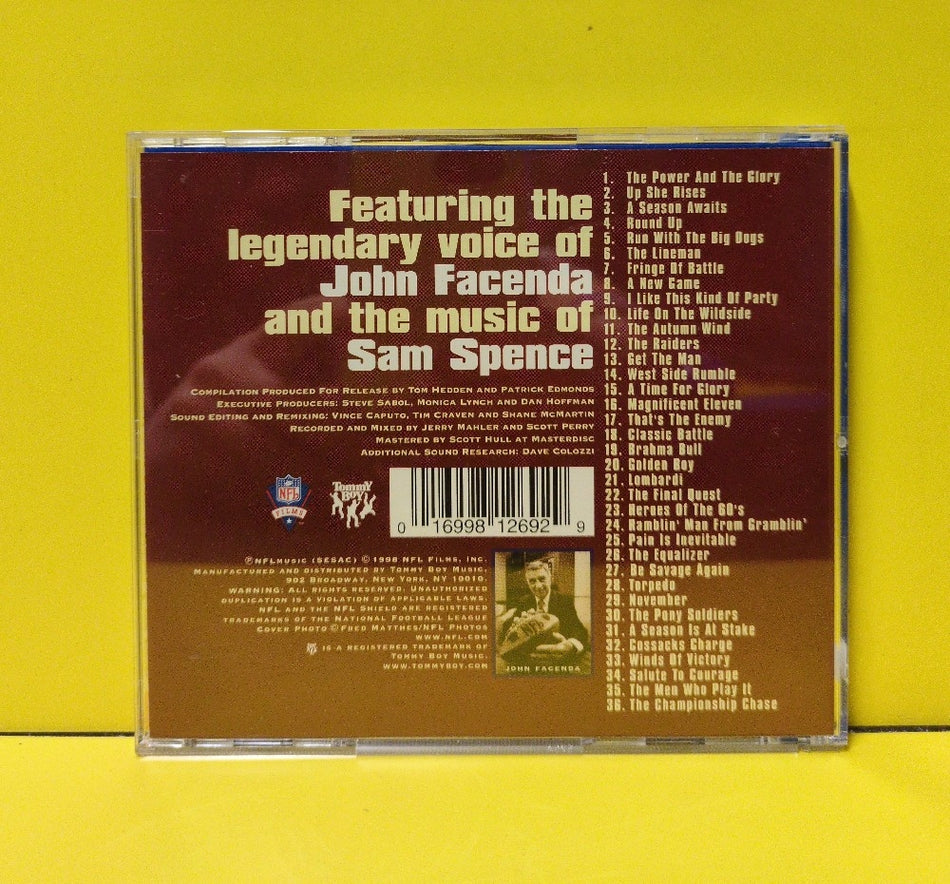 Featuring the
legendary voice of
John Facenda
and the music of
Sam Spence
Compilation Produced For Release by Tom Hedden and Patrick Edmonds
Executive Producers: Steve Sabol, Monica Lynch and Dan Hoffman
Sound Editing and Remixing: Vince Caputo, Tim Craven and Shane McMartin
Recorded and Mixed by Jerry Mahler and Scott Perry
Mastered by Scott Hull at Masterdisc
Additional Sound Research: Dave Colozzi
NFL
FILMS
Tommy
Boy
0 16998 12692 9
℗NFLMusic (SESAC) ©1998 NFL Films, Inc.
Manufactured and distributed by Tommy Boy Music,
902 Broadway, New York, NY 10010.
WARNING: All rights reserved. Unauthorized
duplication is a violation of applicable laws.
NFL and the NFL Shield are registered
trademarks of the National Football League
Cover Photo ©Fred Matthes/NFL Photos
www.nfl.com
is a registered trademark of
Tommy Boy Music.
www.tommyboy.com
JOHN FACENDA
1. The Power And The Glory
2. Up She Rises
3. A Season Awaits
4. Round Up
5. Run With The Big Dogs
6. The Lineman
7. Fringe Of Battle
8. A New Game
9. I Like This Kind Of Party
10. Life On The Wildside
11. The Autumn Wind
12. The Raiders
13. Get The Man
14. West Side Rumble
15. A Time For Glory
16. Magnificent Eleven
17. That's The Enemy
18. Classic Battle
19. Brahma Bull
20. Golden Boy
21. Lombardi
22. The Final Quest
23. Heroes Of The 60's
24. Ramblin' Man From Gramblin'
25. Pain Is Inevitable
26. The Equalizer
27. Be Savage Again
28. Torpedo
29. November
30. The Pony Soldiers
31. A Season Is At Stake
32. Cossacks Charge
33. Winds Of Victory
34. Salute To Courage
35. The Men Who Play It
36. The Championship Chase